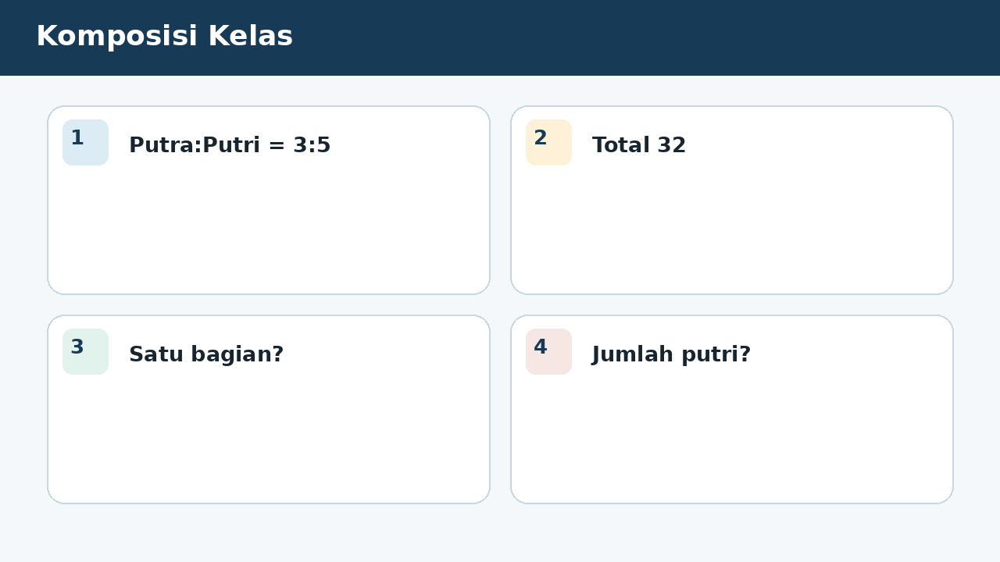 Komposisi Kelas
1
Putra:Putri = 3:5
2
Total 32
3
Satu bagian?
4
Jumlah putri?